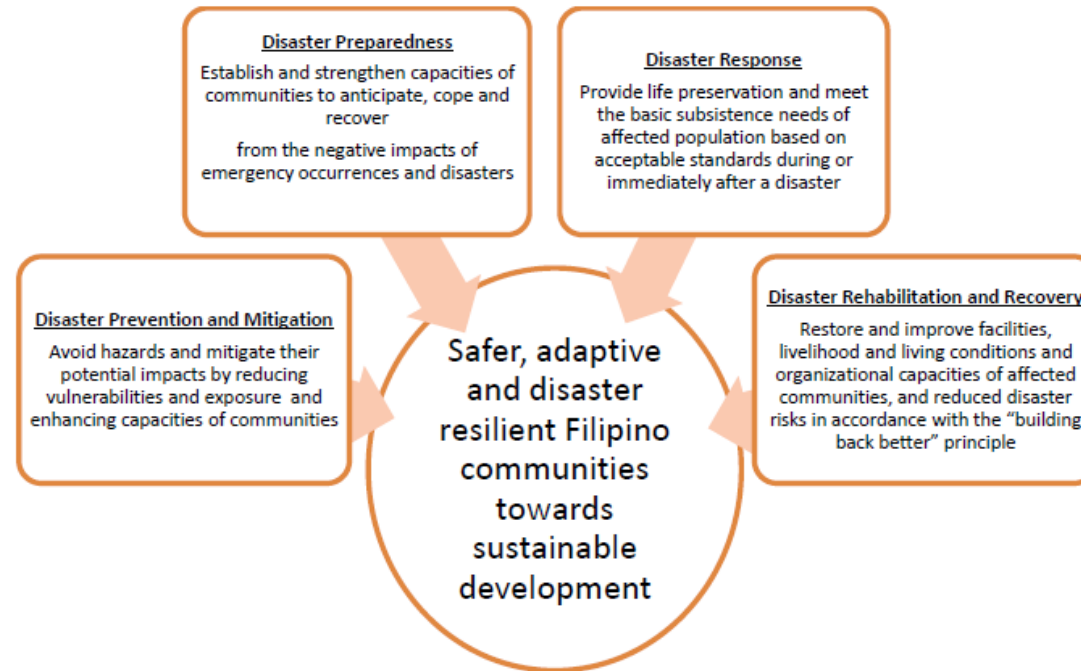 Disaster Preparedness
Establish and strengthen capacities of
communities to anticipate, cope and
recover
from the negative impacts of
emergency occurrences and disasters
Disaster Response
Provide life preservation and meet
the basic subsistence needs of
affected population based on
acceptable standards during or
immediately after a disaster
Disaster Prevention and Mitigation
Avoid hazards and mitigate their
potential impacts by reducing
vulnerabilities and exposure and
enhancing capacities of communities
Disaster Rehabilitation and Recovery
Restore and improve facilities,
livelihood and living conditions and
organizational capacities of affected
communities, and reduced disaster
risks in accordance with the “building
back better” principle
Safer, adaptive
and disaster
resilient Filipino
communities
towards
sustainable
development